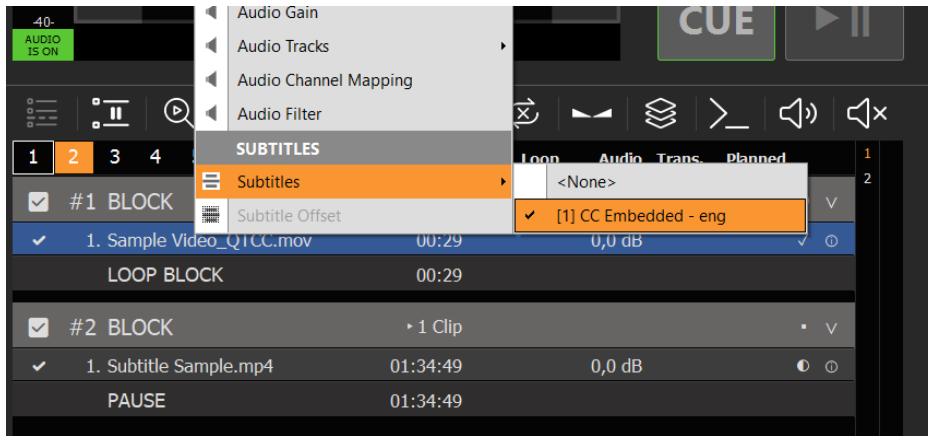 -40-
AUDIO
IS ON
Audio Gain
Audio Tracks
Audio Channel Mapping
Audio Filter
CUE
1 2 3 4
SUBTITLES
Loop Audio Trans. Planned
1
2
Subtitles
<None>
Subtitle Offset
[1] CC Embedded - eng
#1 BLOCK
1. Sample Video_QTCC.mov 00:29 0,0 dB
LOOP BLOCK 00:29
#2 BLOCK 1 Clip
1. Subtitle Sample.mp4 01:34:49 0,0 dB
PAUSE 01:34:49